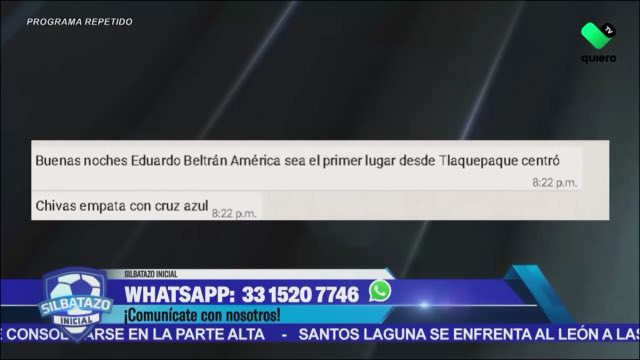 PROGRAMA REPETIDO
TV
quiero
Buenas noches Eduardo Beltrán América sea el primer lugar desde Tlaquepaque centró
8:22 p.m.
Chivas empata con cruz azul
8:22 p.m.
SILBATAZO INICIAL
WHATSAPP: 33 1520 7746
¡Comunícate con nosotros!
SILBATAZO
INICIAL
E CONSOLIDARSE EN LA PARTE ALTA - SANTOS LAGUNA SE ENFRENTA AL LEÓN A LAS